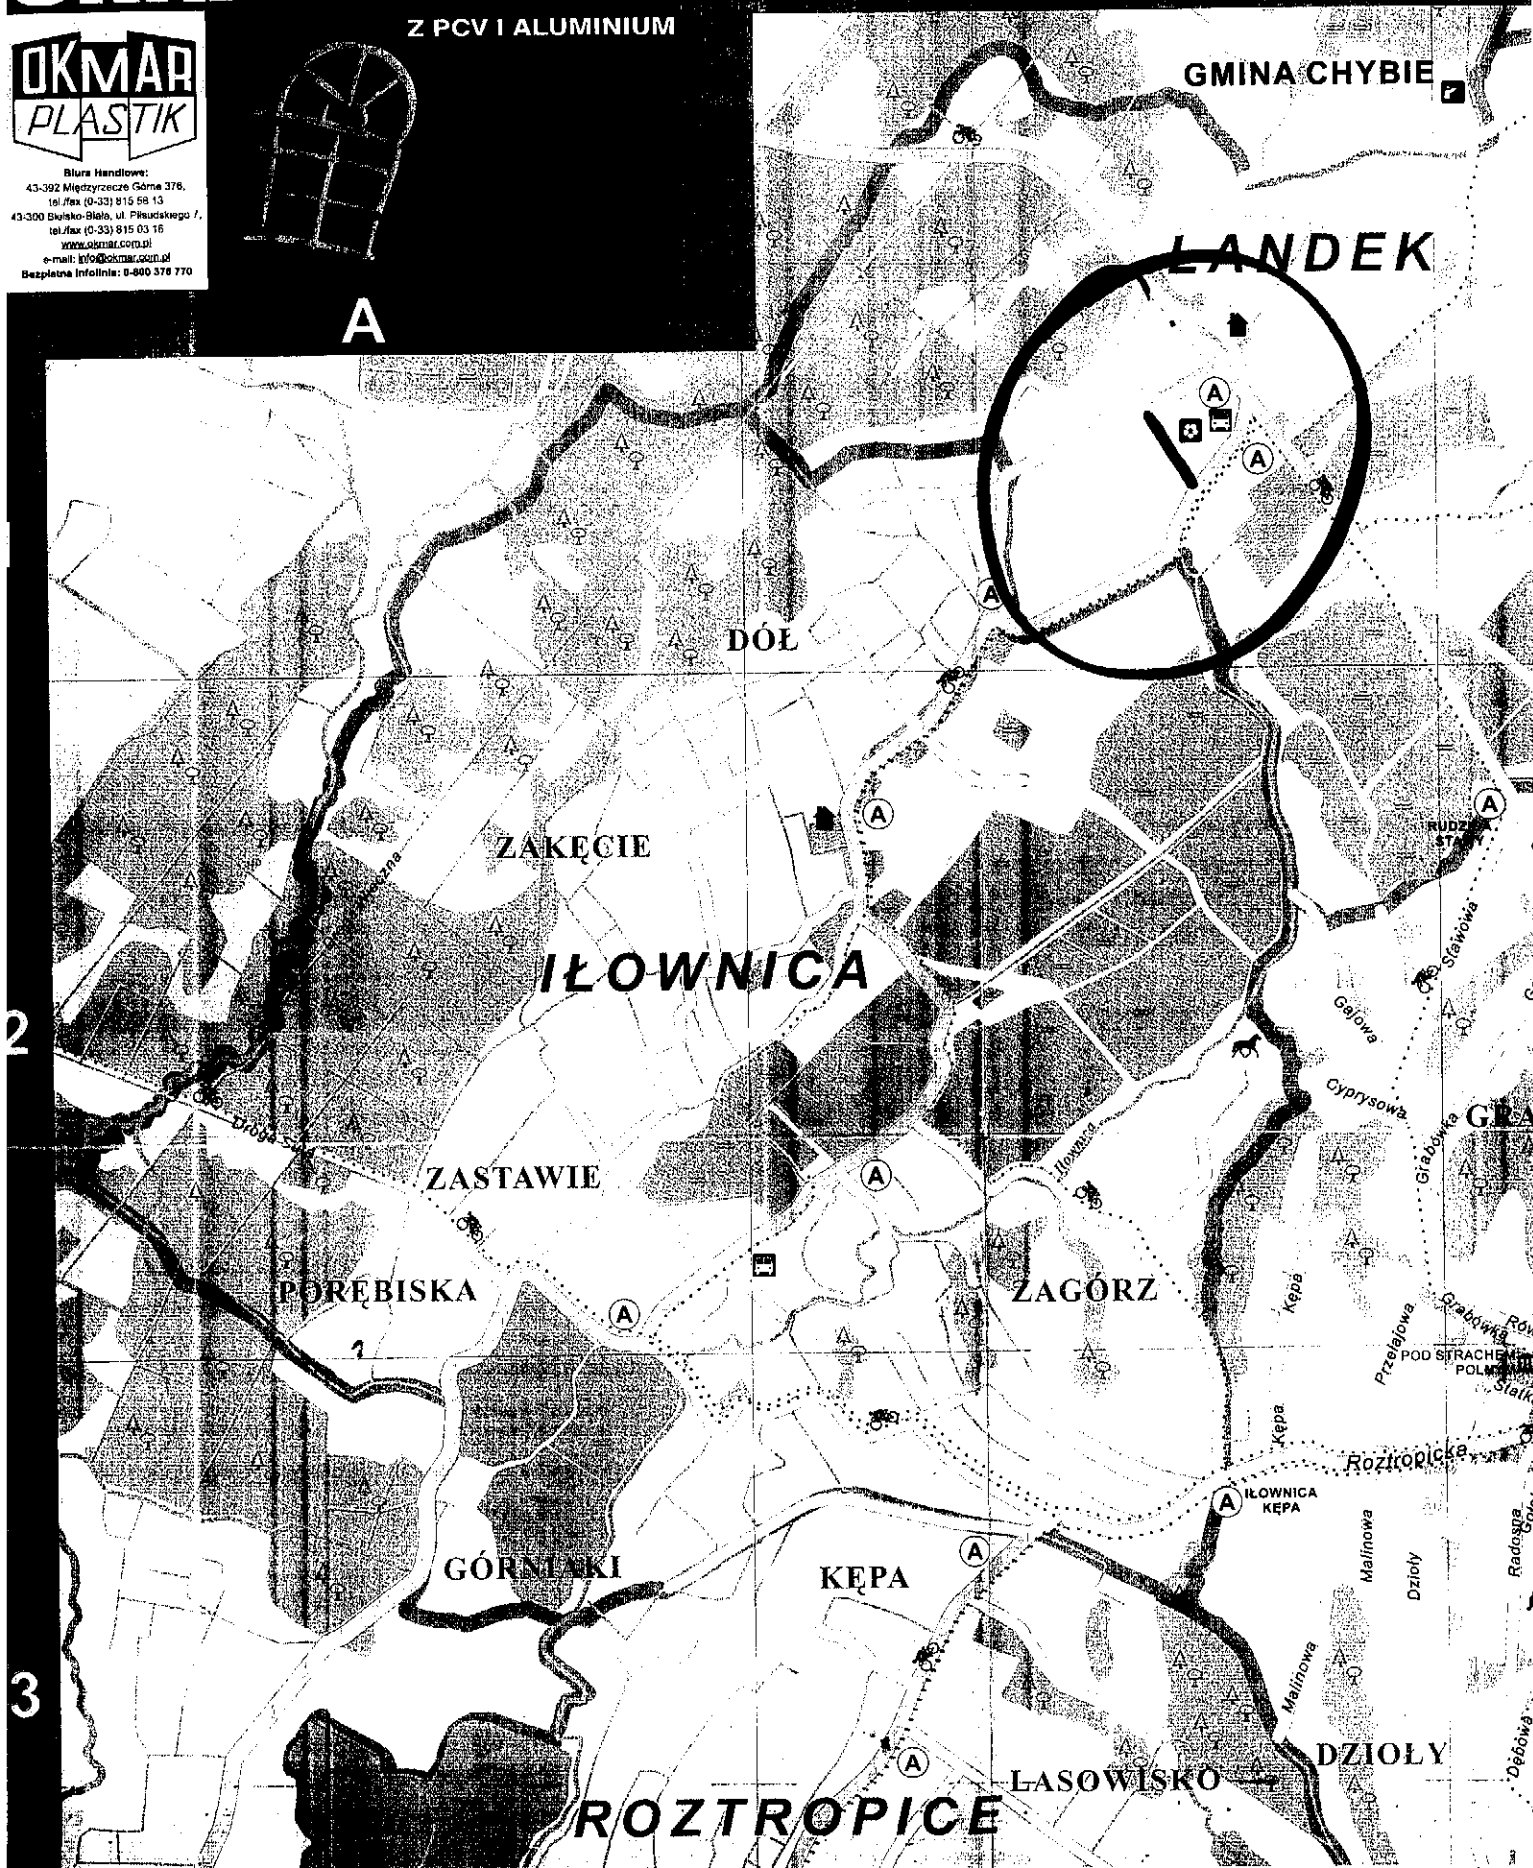 Z PCV I ALUMINIUM
OKMAR
PLASTIK
Biura Handlowe:
43-392 Międzyrzecze Górne 376,
tel./fax (0-33) 815 58 13
43-300 Bielsko-Biała, ul. Piłsudskiego 7,
tel./fax (0-33) 815 03 16
www.okmar.com.pl
e-mail: info@okmar.com.pl
Bezpłatna infolinia: 0-800 376 770
A
GMINA CHYBIE
LANDEK
A
A
A
DÓŁ
A
A
RUDZICA
ZAKĘCIE
Stawowa
IŁOWNICA
2
Gajowa
Cyprysowa
GRA
Grabówka
Droga
Iłownica
ZASTAWIE
A
PORĘBISKA
ZAGÓRZ
Kępa
Grabówka
Przelajowa
A
POD STRACHEM
Kępa
Roztropicka
A
IŁOWNICA
KĘPA
Malinowa
Dzioły
Radosna
A
GÓRNIAKI
KĘPA
Malinowa
3
DZIOŁY
Dębowa
A
LASOWISKO
ROZTROPICE